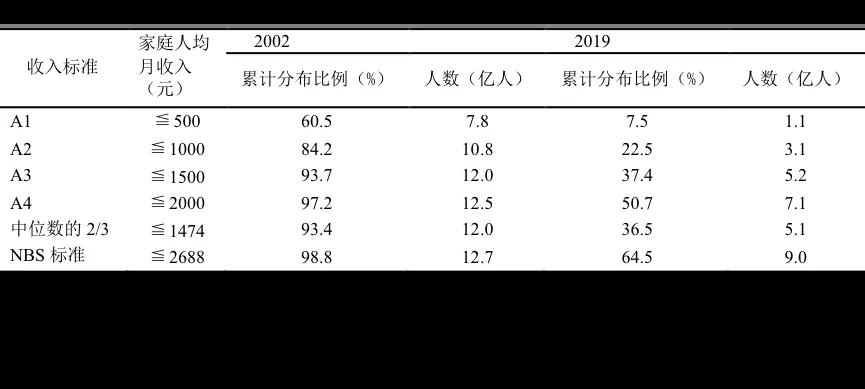 收入标准 家庭人均月收入（元） 2002 2019
累计分布比例（%） 人数（亿人） 累计分布比例（%） 人数（亿人）
A1 ≦500 60.5 7.8 7.5 1.1
A2 ≦1000 84.2 10.8 22.5 3.1
A3 ≦1500 93.7 12.0 37.4 5.2
A4 ≦2000 97.2 12.5 50.7 7.1
中位数的 2/3 ≦1474 93.4 12.0 36.5 5.1
NBS 标准 ≦2688 98.8 12.7 64.5 9.0